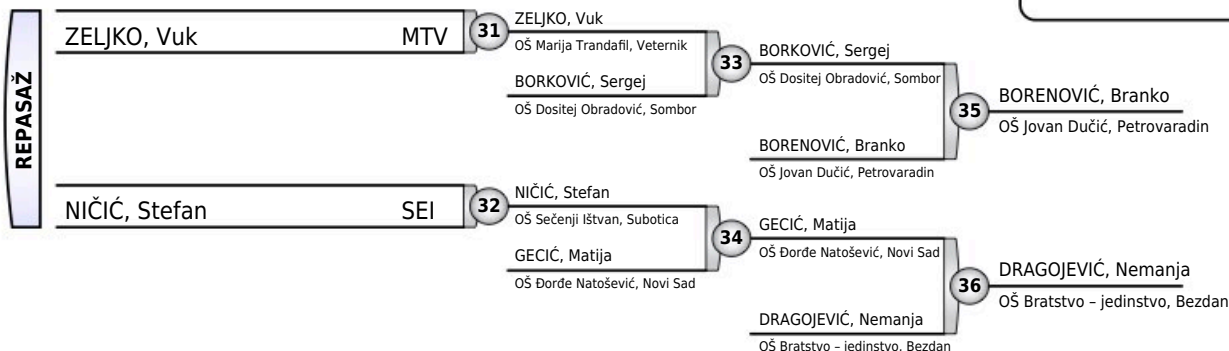 REPASAŽ
ZELJKO, Vuk MTV
31
ZELJKO, Vuk
OŠ Marija Trandafil, Veternik
BORKOVIĆ, Sergej
OŠ Dositej Obradović, Sombor
33
BORKOVIĆ, Sergej
OŠ Dositej Obradović, Sombor
BORENOVIĆ, Branko
OŠ Jovan Dučić, Petrovaradin
35
BORENOVIĆ, Branko
OŠ Jovan Dučić, Petrovaradin
NIČIĆ, Stefan SEI
32
NIČIĆ, Stefan
OŠ Sečenji Ištvan, Subotica
GECIĆ, Matija
OŠ Đorđe Natošević, Novi Sad
34
GECIĆ, Matija
OŠ Đorđe Natošević, Novi Sad
DRAGOJEVIĆ, Nemanja
OŠ Bratstvo – jedinstvo, Bezdan
36
DRAGOJEVIĆ, Nemanja
OŠ Bratstvo – jedinstvo, Bezdan